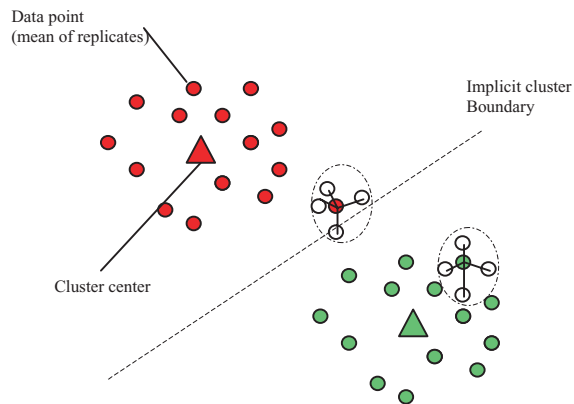 Data point
(mean of replicates)
Implicit cluster
Boundary
Cluster center